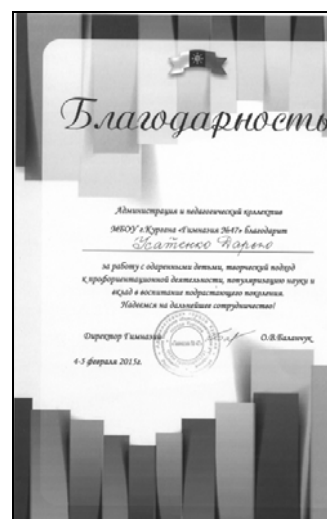 Благодарность
Администрация и педагогический коллектив
МБОУ г.Кургана «Гимназия №47» благодарит
Дарью
за работу с одаренными детьми, творческий подход
к профориентационной деятельности, популяризацию науки и
вклад в воспитание подрастающего поколения.
Надеемся на дальнейшее сотрудничество!
Директор Гимназии О.В.Баланчук
4-5 февраля 2015г.